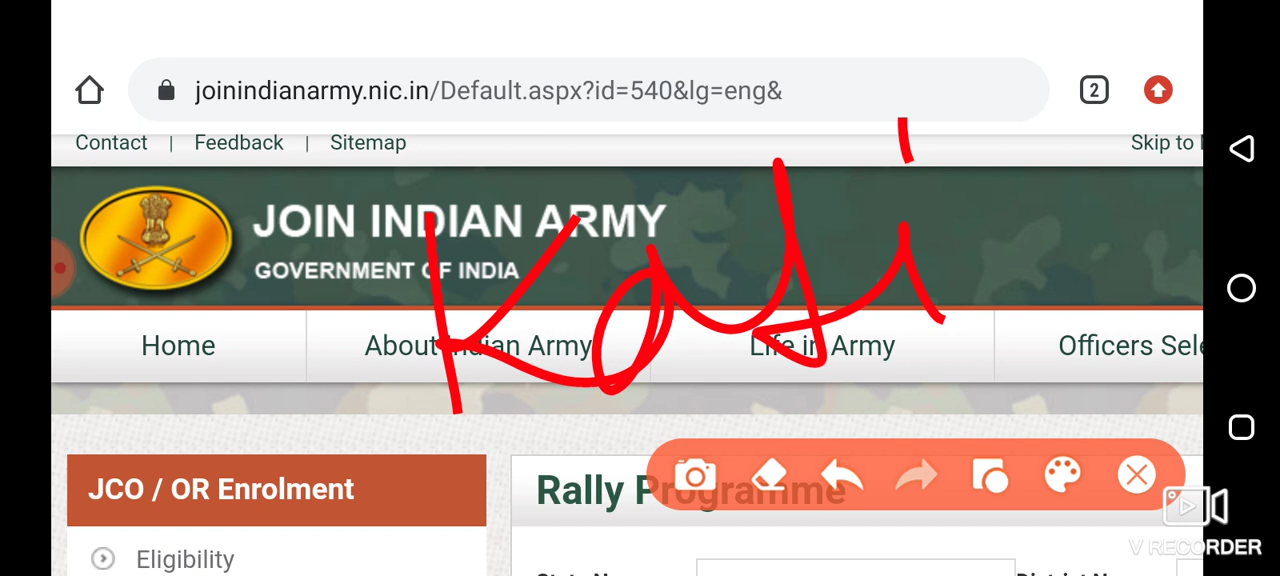 joinindianarmy.nic.in/Default.aspx?id=540&lg=eng&
2
Contact | Feedback | Sitemap
Skip to
JOIN INDIAN ARMY
GOVERNMENT OF INDIA
Home
About Indian Army
Life in Army
Officers Sele
JCO / OR Enrolment
Rally Programme
Eligibility
V RECORDER